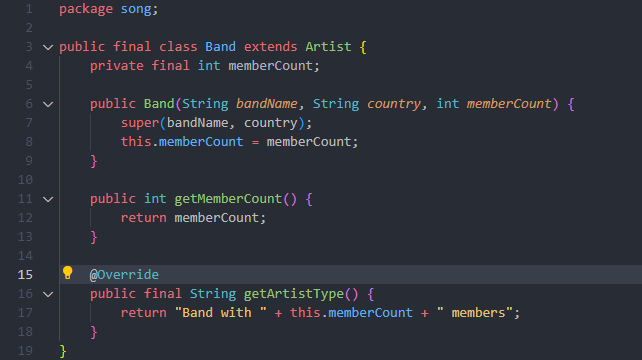 1 package song;
2
3 public final class Band extends Artist {
4     private final int memberCount;
5
6     public Band(String bandName, String country, int memberCount) {
7         super(bandName, country);
8         this.memberCount = memberCount;
9     }
10
11     public int getMemberCount() {
12         return memberCount;
13     }
14
15     @Override
16     public final String getArtistType() {
17         return "Band with " + this.memberCount + " members";
18     }
19 }